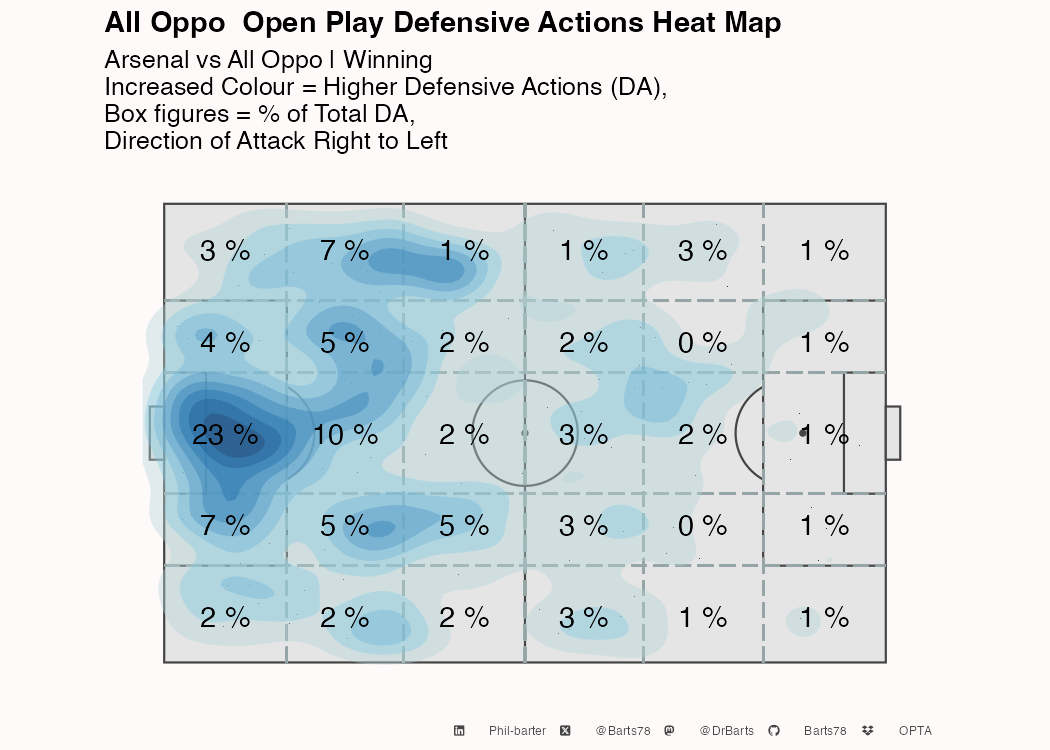 All Oppo  Open Play Defensive Actions Heat Map
Arsenal vs All Oppo | Winning
Increased Colour = Higher Defensive Actions (DA),
Box figures = % of Total DA,
Direction of Attack Right to Left
3 % 7 % 1 % 1 % 3 % 1 %
4 % 5 % 2 % 2 % 0 % 1 %
23 % 10 % 2 % 3 % 2 % 1 %
7 % 5 % 5 % 3 % 0 % 1 %
2 % 2 % 2 % 3 % 1 % 1 %
Phil-barter @Barts78 @DrBarts Barts78 OPTA